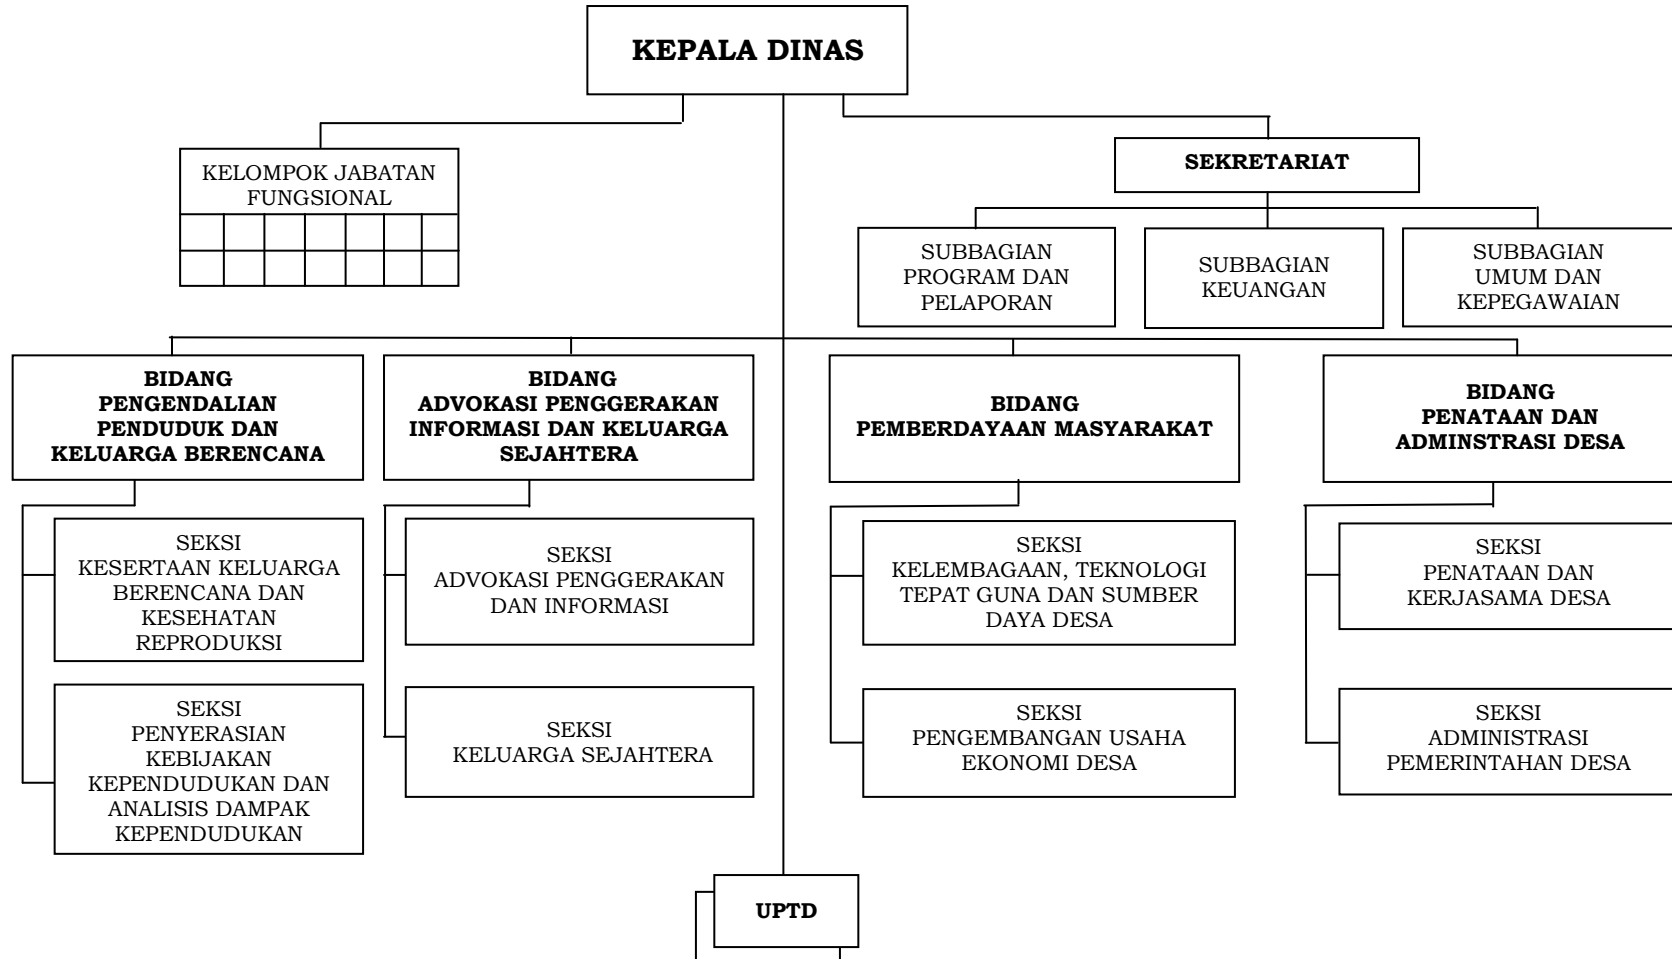 KEPALA DINAS
KELOMPOK JABATAN
FUNGSIONAL
SEKRETARIAT
SUBBAGIAN
PROGRAM DAN
PELAPORAN
SUBBAGIAN
KEUANGAN
SUBBAGIAN
UMUM DAN
KEPEGAWAIAN
BIDANG
PENGENDALIAN
PENDUDUK DAN
KELUARGA BERENCANA
BIDANG
ADVOKASI PENGGERAKAN
INFORMASI DAN KELUARGA
SEJAHTERA
BIDANG
PEMBERDAYAAN MASYARAKAT
BIDANG
PENATAAN DAN
ADMINSTRASI DESA
SEKSI
KESERTAAN KELUARGA
BERENCANA DAN
KESEHATAN
REPRODUKSI
SEKSI
ADVOKASI PENGGERAKAN
DAN INFORMASI
SEKSI
KELEMBAGAAN, TEKNOLOGI
TEPAT GUNA DAN SUMBER
DAYA DESA
SEKSI
PENATAAN DAN
KERJASAMA DESA
SEKSI
PENYERASIAN
KEBIJAKAN
KEPENDUDUKAN DAN
ANALISIS DAMPAK
KEPENDUDUKAN
SEKSI
KELUARGA SEJAHTERA
SEKSI
PENGEMBANGAN USAHA
EKONOMI DESA
SEKSI
ADMINISTRASI
PEMERINTAHAN DESA
UPTD